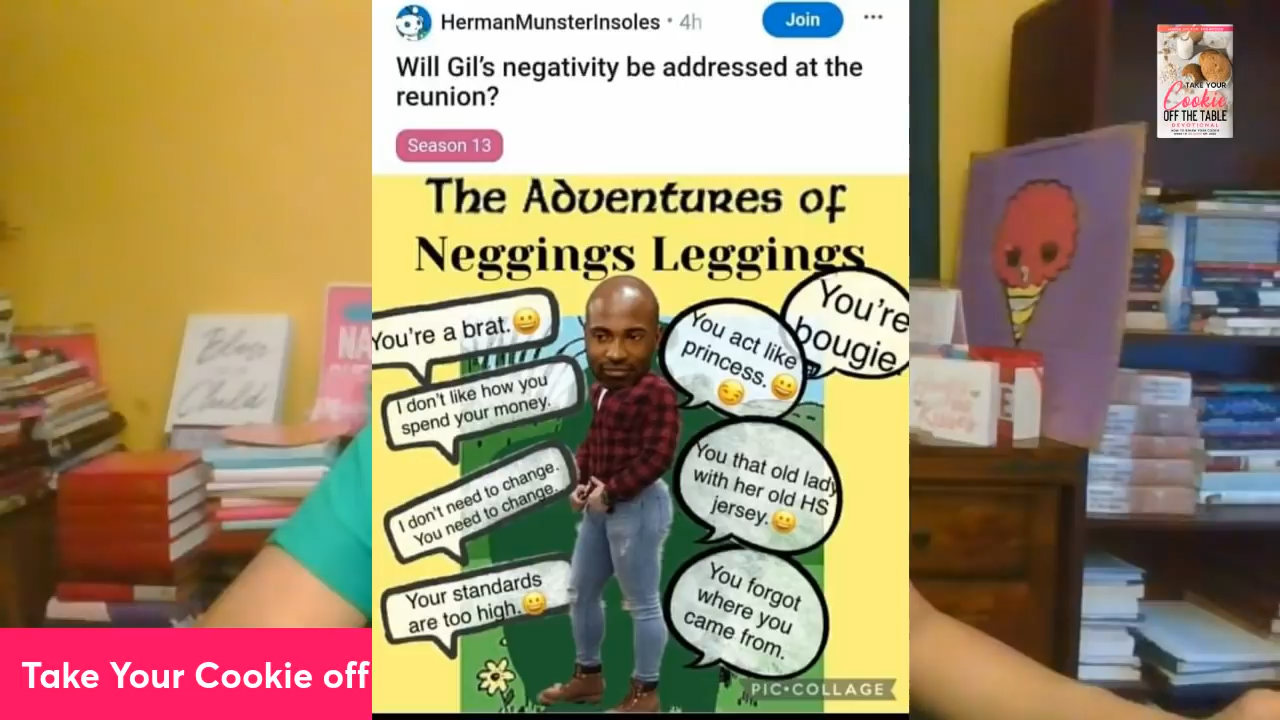 HermanMunsterInsoles • 4h
Join
Will Gil's negativity be addressed at the
reunion?
Season 13
The Adventures of
Neggings Leggings
You're a brat.😀
I don't like how you
spend your money.
I don't need to change.
You need to change.
Your standards
are too high.😀
You act like
princess.
😏😀
You're
bougie.
You that old lady
with her old HS
jersey.😀
You forgot
where you
came from.
PIC•COLLAGE
TAKE YOUR
Cookie
OFF THE TABLE
DEVOTIONAL
Bless
Child
NA
Take Your Cookie off